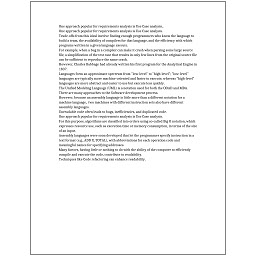 One approach popular for requirements analysis is Use Case analysis.
One approach popular for requirements analysis is Use Case analysis.
Trade-offs from this ideal involve finding enough programmers who know the language to
build a team, the availability of compilers for that language, and the efficiency with which
programs written in a given language execute.
For example, when a bug in a compiler can make it crash when parsing some large source
file, a simplification of the test case that results in only few lines from the original source file
can be sufficient to reproduce the same crash.
However, Charles Babbage had already written his first program for the Analytical Engine in
1837.
Languages form an approximate spectrum from "low-level" to "high-level"; "low-level"
languages are typically more machine-oriented and faster to execute, whereas "high-level"
languages are more abstract and easier to use but execute less quickly.
The Unified Modeling Language (UML) is a notation used for both the OOAD and MDA.
There are many approaches to the Software development process.
However, because an assembly language is little more than a different notation for a
machine language, two machines with different instruction sets also have different
assembly languages.
Unreadable code often leads to bugs, inefficiencies, and duplicated code.
One approach popular for requirements analysis is Use Case analysis.
For this purpose, algorithms are classified into orders using so-called Big O notation, which
expresses resource use, such as execution time or memory consumption, in terms of the size
of an input.
Assembly languages were soon developed that let the programmer specify instruction in a
text format (e.g., ADD X, TOTAL), with abbreviations for each operation code and
meaningful names for specifying addresses.
Many factors, having little or nothing to do with the ability of the computer to efficiently
compile and execute the code, contribute to readability.
Techniques like Code refactoring can enhance readability.